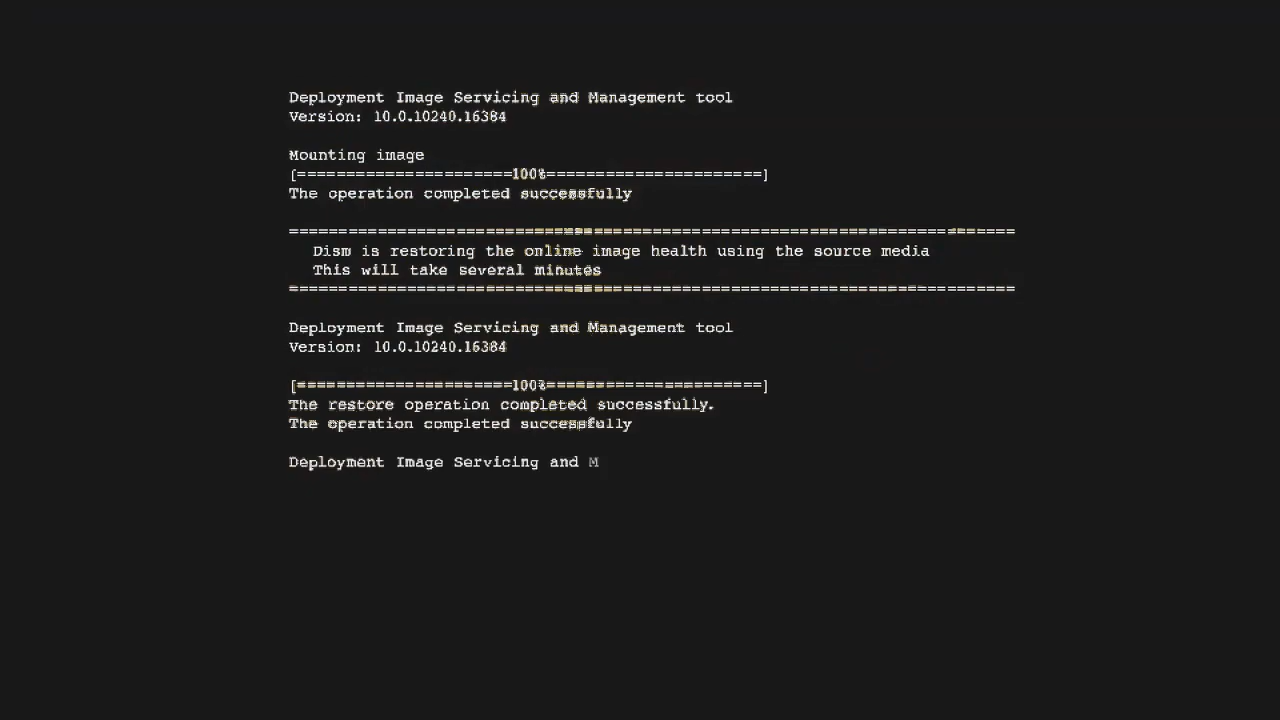 Deployment Image Servicing and Management tool
Version: 10.0.10240.16384
Mounting image
[======================100%======================]
The operation completed successfully
===========================================================================
Dism is restoring the online image health using the source media
This will take several minutes
===========================================================================
Deployment Image Servicing and Management tool
Version: 10.0.10240.16384
[======================100%======================]
The restore operation completed successfully.
The operation completed successfully
Deployment Image Servicing and M